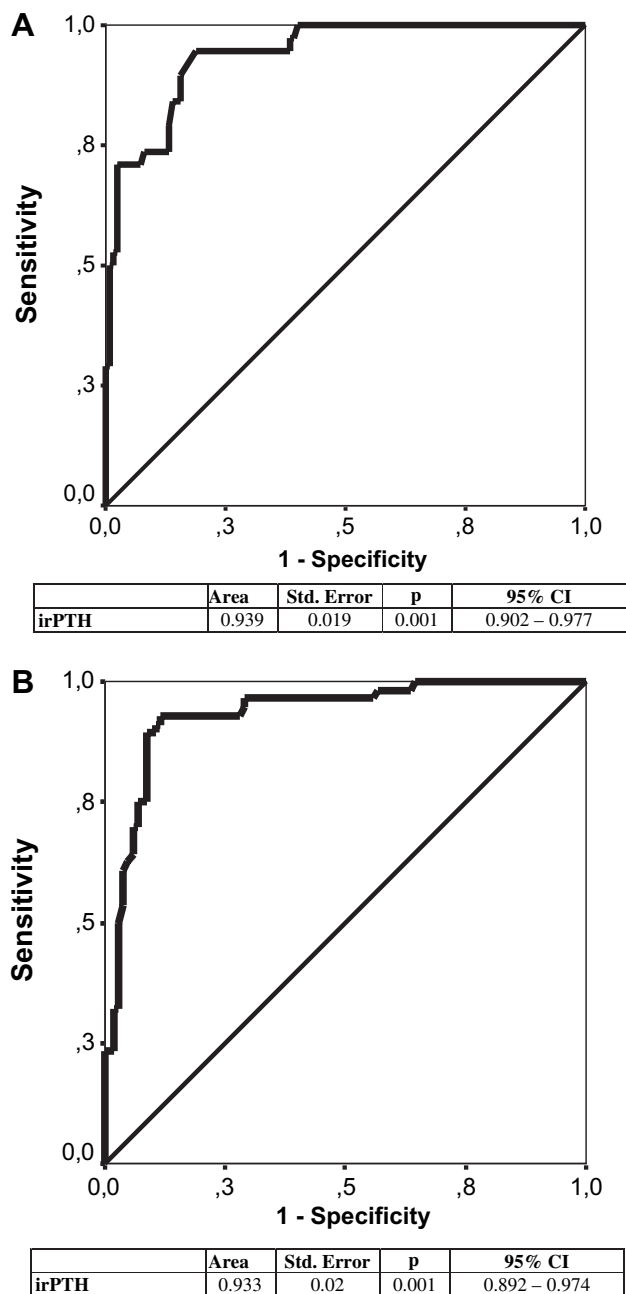 A
1,0
,8
,5
,3
0,0
Sensitivity
0,0 ,3 ,5 ,8 1,0
1 - Specificity
Area Std. Error p 95% CI
irPTH 0.939 0.019 0.001 0.902 – 0.977
B
1,0
,8
,5
,3
0,0
Sensitivity
0,0 ,3 ,5 ,8 1,0
1 - Specificity
Area Std. Error p 95% CI
irPTH 0.933 0.02 0.001 0.892 – 0.974